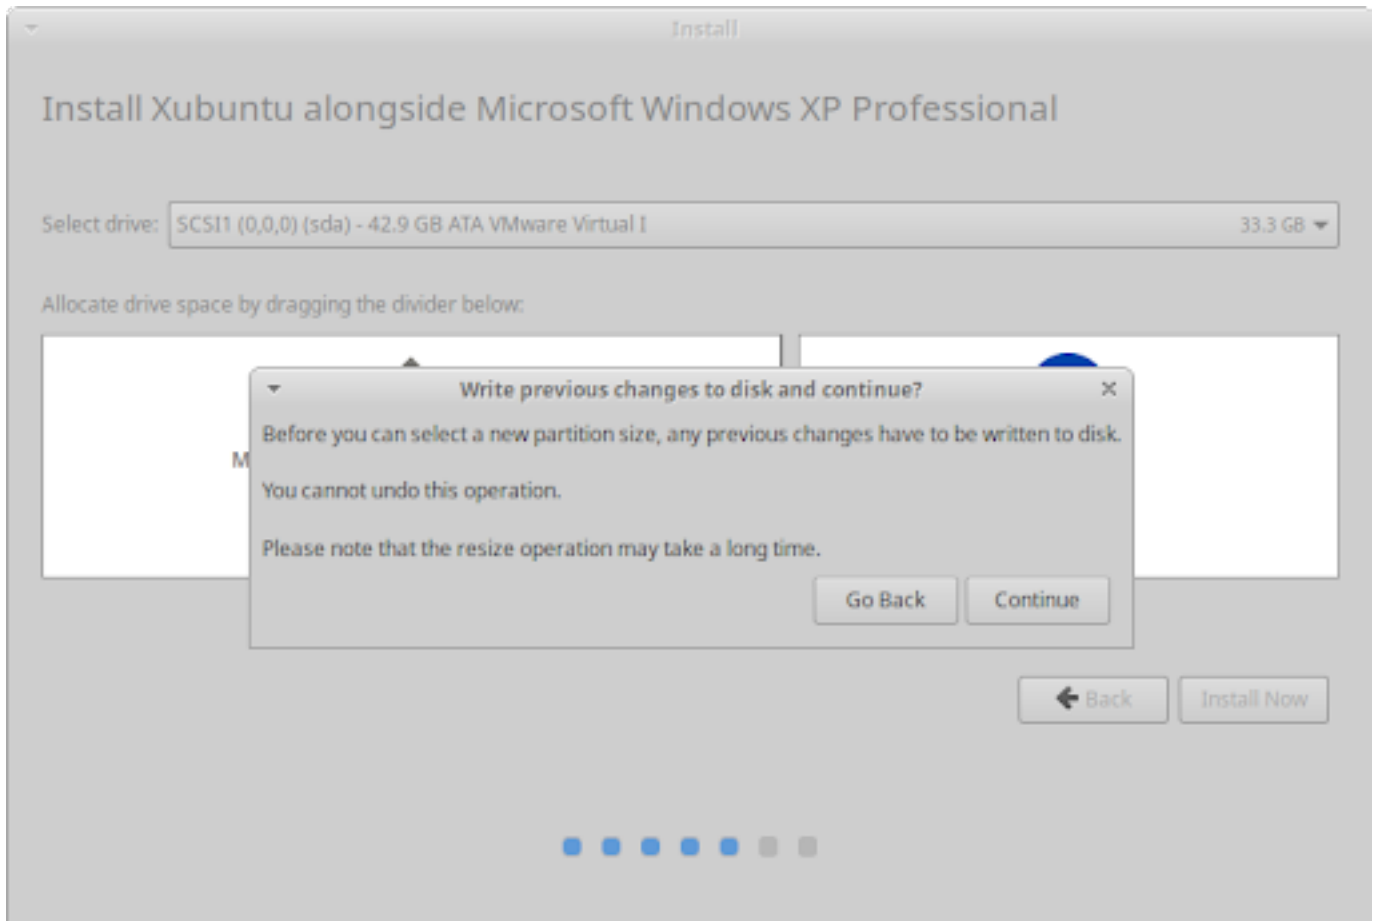 Install
Install Xubuntu alongside Microsoft Windows XP Professional
Select drive: SCSI1 (0,0,0) (sda) - 42.9 GB ATA VMware Virtual I 33.3 GB
Allocate drive space by dragging the divider below:
Write previous changes to disk and continue?
Before you can select a new partition size, any previous changes have to be written to disk.
M
You cannot undo this operation.
Please note that the resize operation may take a long time.
Go Back Continue
Back Install Now